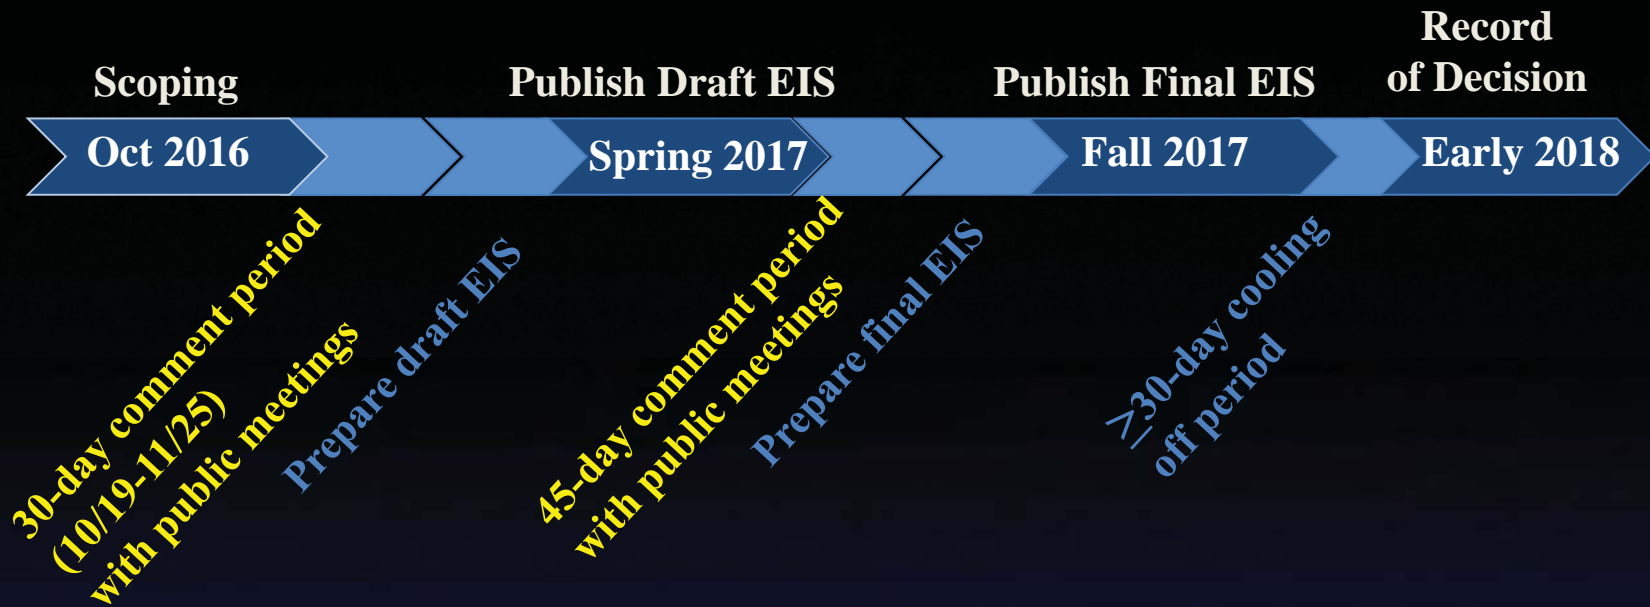 Scoping
Publish Draft EIS
Publish Final EIS
Record
of Decision
Oct 2016
Spring 2017
Fall 2017
Early 2018
30-day comment period
(10/19-11/25)
with public meetings
Prepare draft EIS
45-day comment period
with public meetings
Prepare final EIS
≥30-day cooling
off period